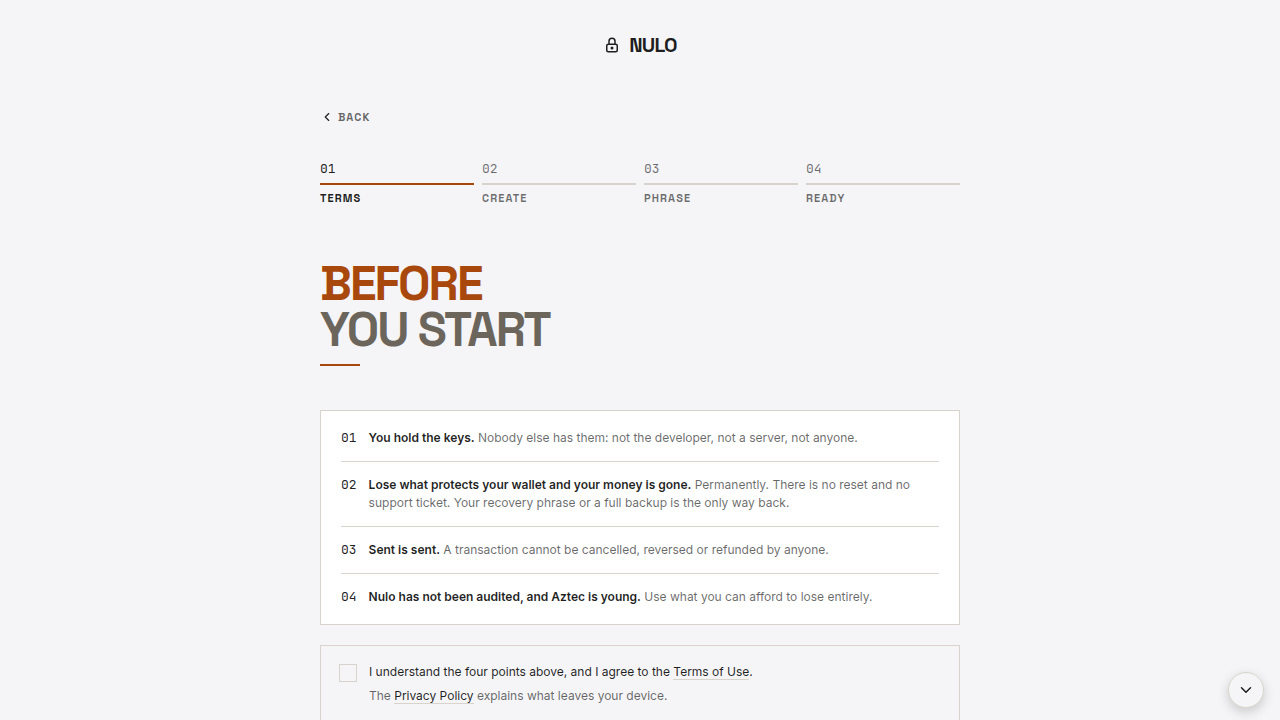 NULO
BACK
01
02
03
04
TERMS
CREATE
PHRASE
READY
BEFORE
YOU START
01 You hold the keys. Nobody else has them: not the developer, not a server, not anyone.
02 Lose what protects your wallet and your money is gone. Permanently. There is no reset and no
support ticket. Your recovery phrase or a full backup is the only way back.
03 Sent is sent. A transaction cannot be cancelled, reversed or refunded by anyone.
04 Nulo has not been audited, and Aztec is young. Use what you can afford to lose entirely.
I understand the four points above, and I agree to the Terms of Use.
The Privacy Policy explains what leaves your device.